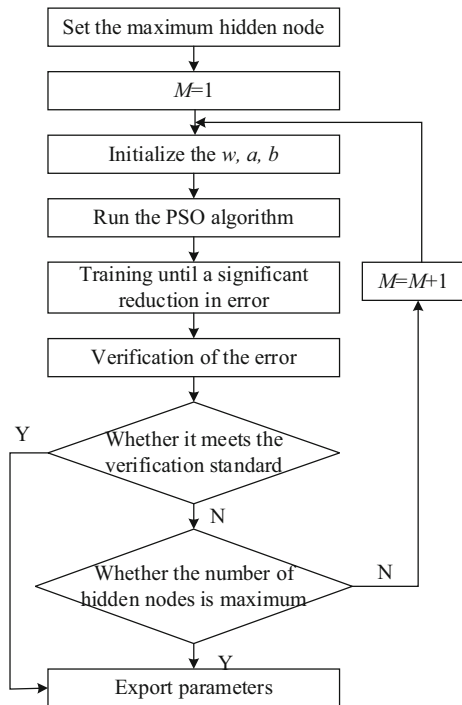 Set the maximum hidden node
M=1
Initialize the w, a, b
Run the PSO algorithm
Training until a significant
reduction in error
M=M+1
Verification of the error
Y
Whether it meets the
verification standard
N
Whether the number of
hidden nodes is maximum
N
Y
Export parameters